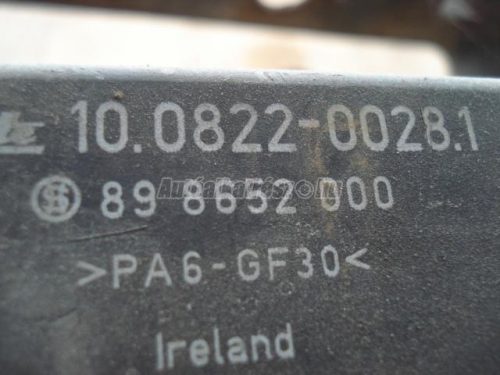 10.0822-0028.1
89 8652 000
>PA6-GF30<
Ireland